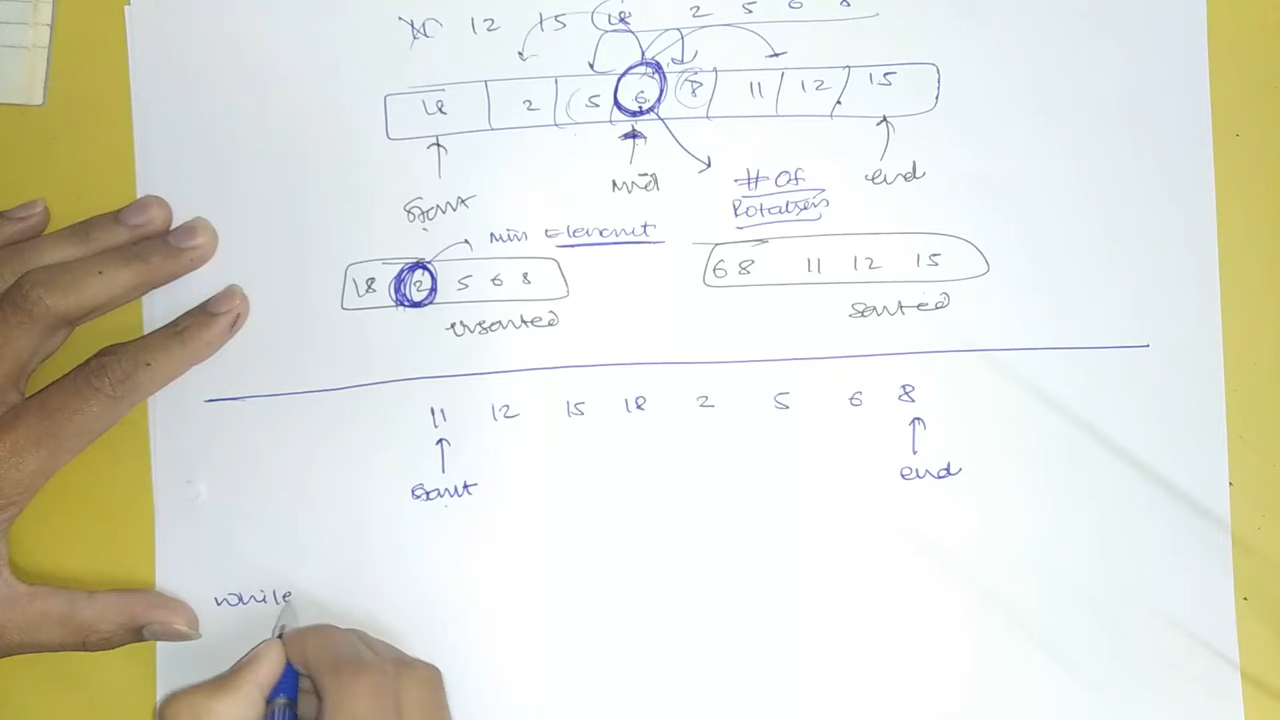 12 15 18 2 5 6 8
18 2 5 6 8 11 12 15
start mid # Of end
Rotations
Min Element
18 2 5 6 8 6 8 11 12 15
Unsorted sorted
11 12 15 18 2 5 6 8
start end
while